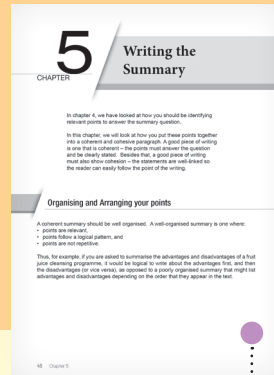 5
CHAPTER
Writing the
Summary
In chapter 4, we have looked at how you should be identifying
relevant points to answer the summary question.
In this chapter, we will look at how you put these points together
into a coherent and cohesive paragraph. A good piece of writing
is one that is coherent – the points must answer the question
and be clearly stated. Besides that, a good piece of writing
must also show cohesion – the statements are well-linked so
the reader can easily follow the point of the writing.
Organising and Arranging your points
A coherent summary should be well organised. A well-organised summary is one where:
• points are relevant,
• points follow a logical pattern, and
• points are not repetitive.
Thus, for example, if you are asked to summarise the advantages and disadvantages of a fruit
juice cleansing programme, it would be logical to write about the advantages first, and then
the disadvantages (or vice versa), as opposed to a poorly organised summary that might list
advantages and disadvantages depending on the order that they appear in the text.
48 Chapter 5